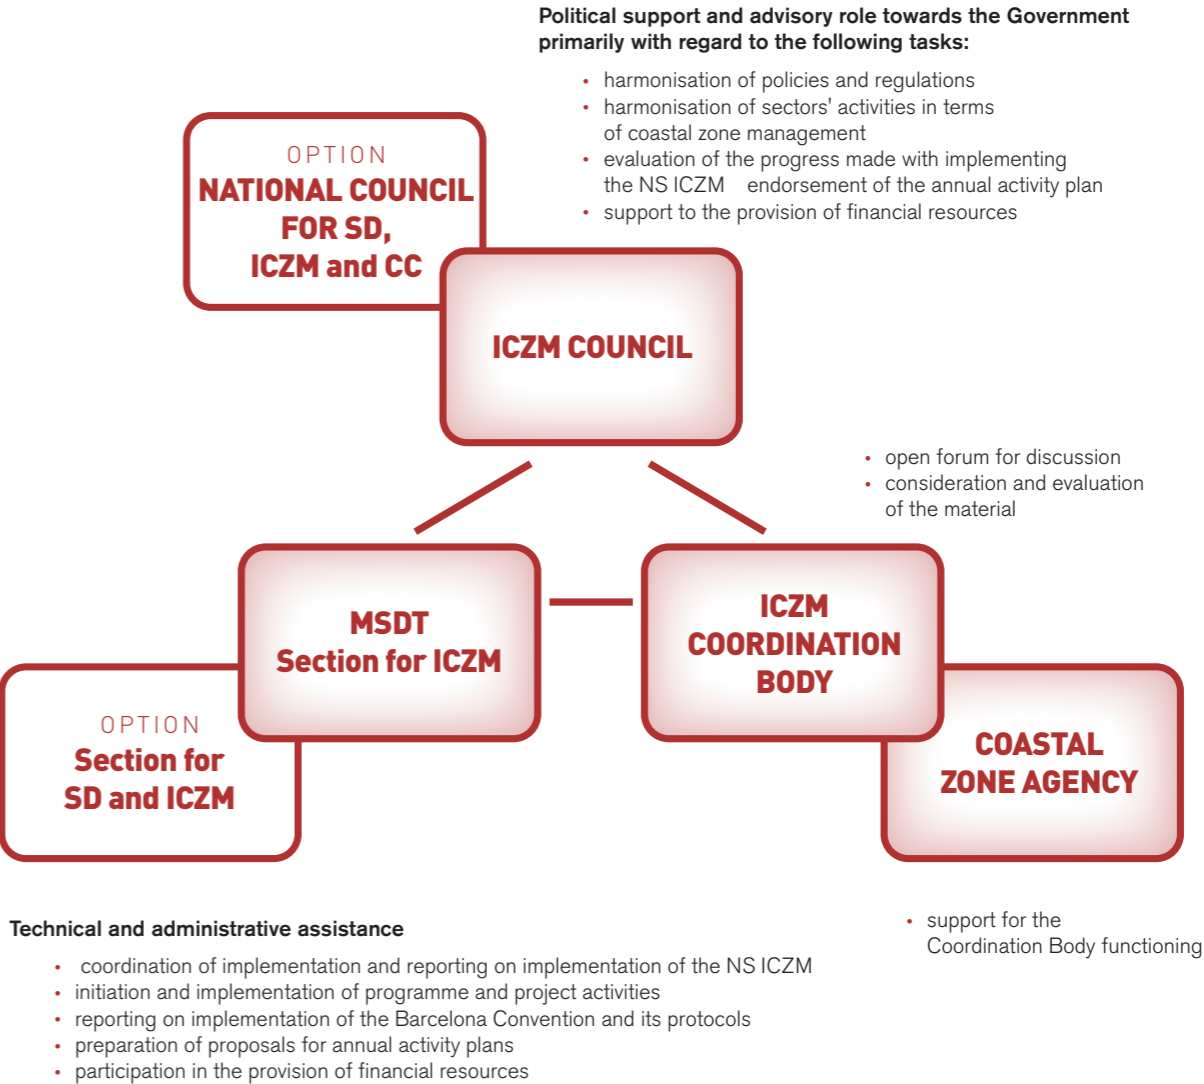 Political support and advisory role towards the Government
primarily with regard to the following tasks:
• harmonisation of policies and regulations
• harmonisation of sectors' activities in terms
of coastal zone management
• evaluation of the progress made with implementing
the NS ICZM endorsement of the annual activity plan
• support to the provision of financial resources
OPTION
NATIONAL COUNCIL
FOR SD,
ICZM and CC
ICZM COUNCIL
• open forum for discussion
• consideration and evaluation
of the material
MSDT
Section for ICZM
ICZM
COORDINATION
BODY
OPTION
Section for
SD and ICZM
COASTAL
ZONE AGENCY
• support for the
Coordination Body functioning
Technical and administrative assistance
• coordination of implementation and reporting on implementation of the NS ICZM
• initiation and implementation of programme and project activities
• reporting on implementation of the Barcelona Convention and its protocols
• preparation of proposals for annual activity plans
• participation in the provision of financial resources